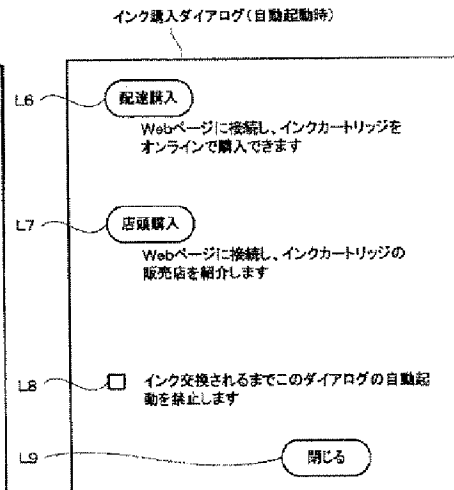 インク購入ダイアログ(自動起動時)
L6
配達購入
Webページに接続し、インクカートリッジを
オンラインで購入できます
L7
店頭購入
Webページに接続し、インクカートリッジの
販売店を紹介します
L8
インク交換されるまでこのダイアログの自動起
動を禁止します
L9
閉じる